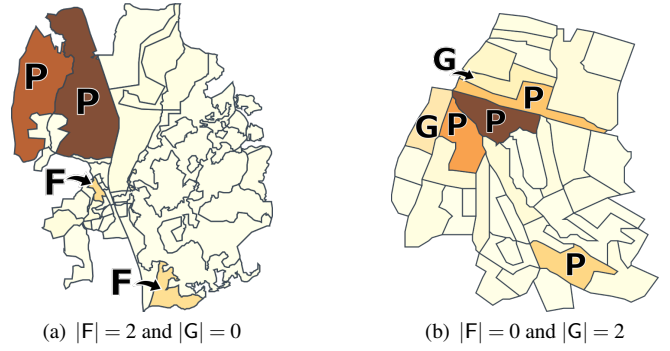 P
P
F
F
(a) |F| = 2 and |G| = 0
G
P
G
P
P
P
(b) |F| = 0 and |G| = 2